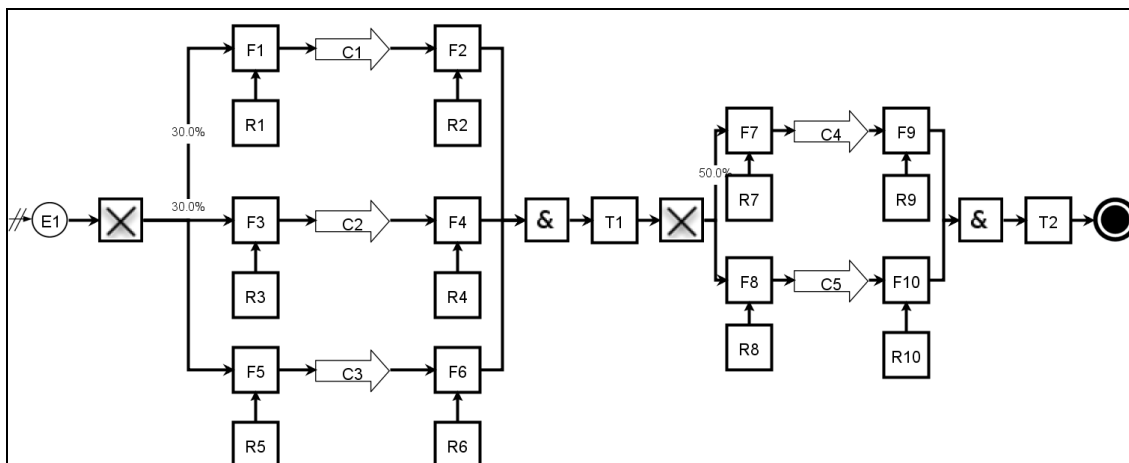 F1
C1
F2
R1
R2
30.0%
F7
C4
F9
50.0%
R7
R9
30.0%
E1
F3
C2
F4
&
T1
&
T2
R3
R4
F8
C5
F10
R8
R10
F5
C3
F6
R5
R6